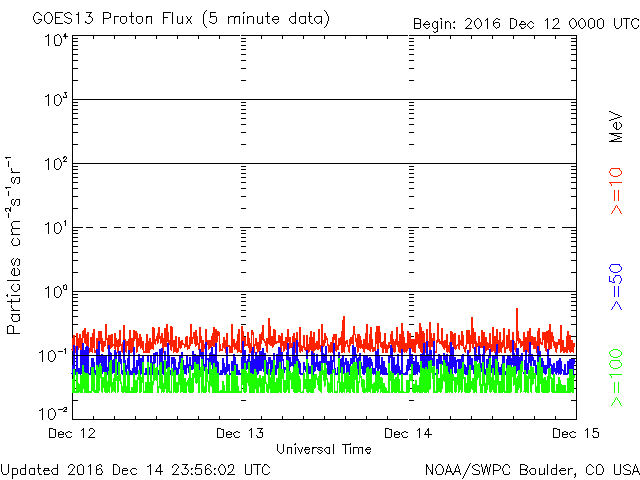 GOES13 Proton Flux (5 minute data)
Begin: 2016 Dec 12 0000 UTC
10⁴
10³
10²
10¹
10⁰
10⁻¹
10⁻²
Particles cm⁻²s⁻¹sr⁻¹
MeV
>=10
>=50
>=100
Dec 12
Dec 13
Dec 14
Dec 15
Universal Time
Updated 2016 Dec 14 23:56:02 UTC
NOAA/SWPC Boulder, CO USA